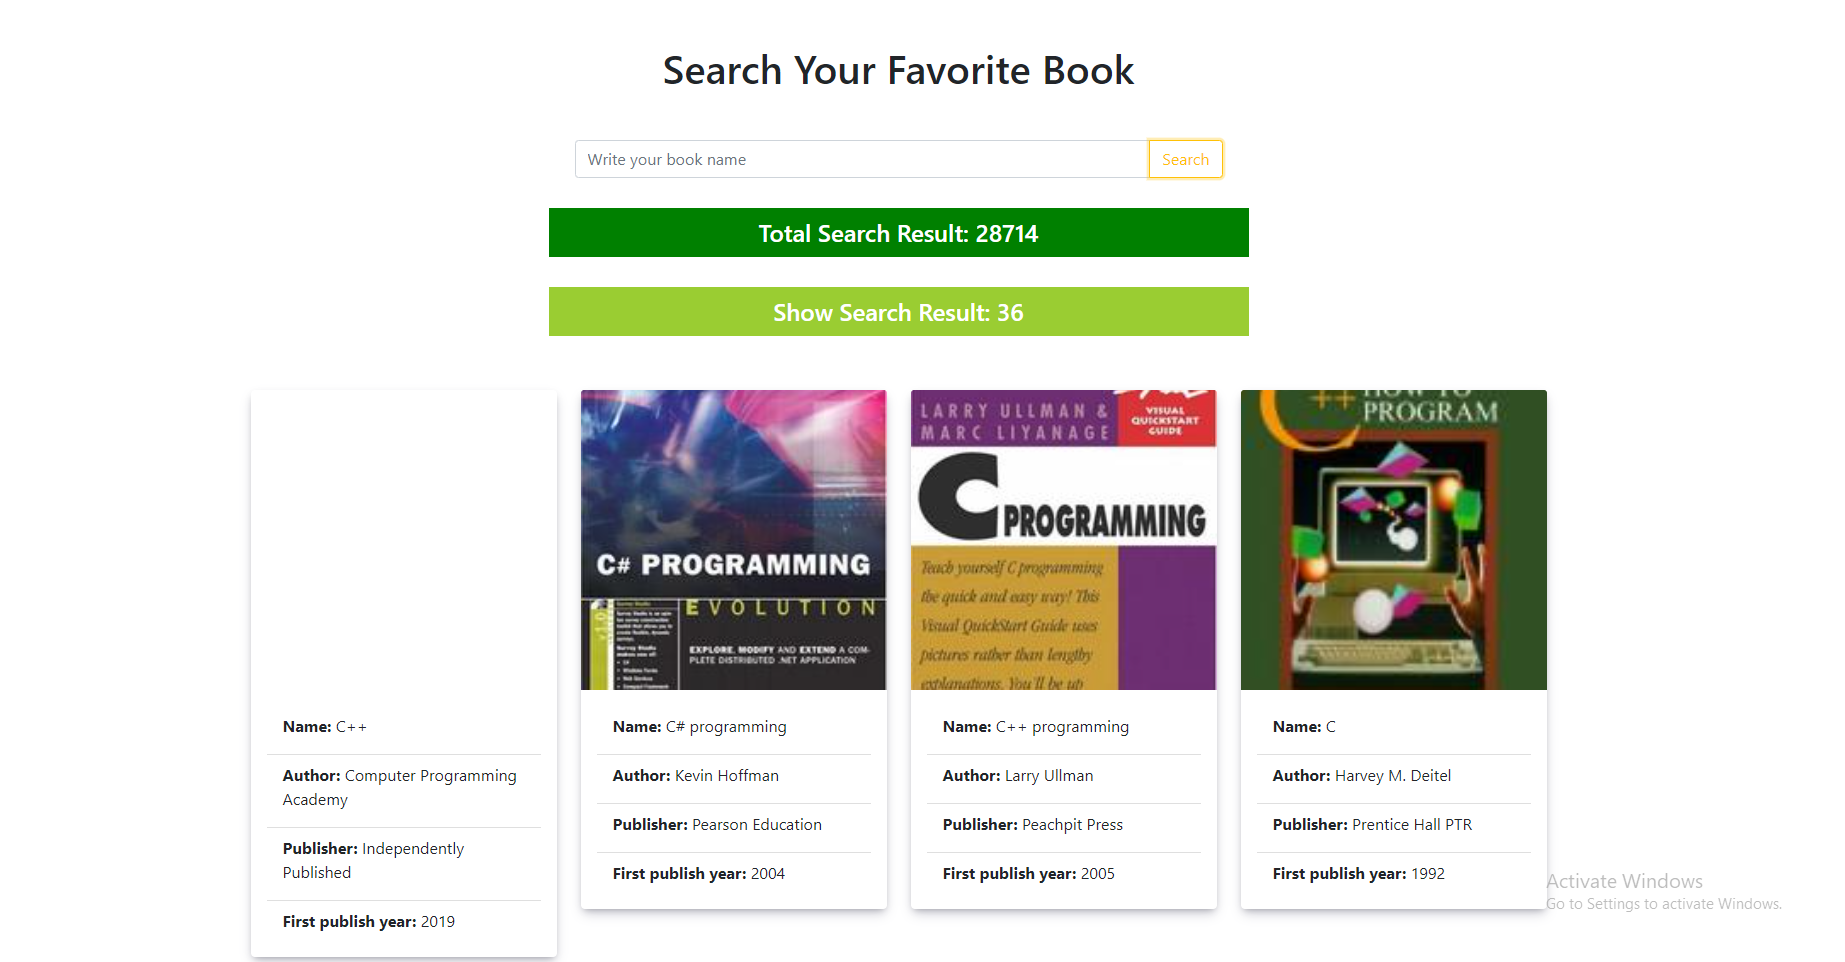 Search Your Favorite Book
Write your book name
Search
Total Search Result: 28714
Show Search Result: 36
Name: C++
Author: Computer Programming
Academy
Publisher: Independently
Published
First publish year: 2019
C# PROGRAMMING
EVOLUTION
EXPLORE, MODIFY AND EXTEND A COM-
PLETE DISTRIBUTED .NET APPLICATION
v1.0
Name: C# programming
Author: Kevin Hoffman
Publisher: Pearson Education
First publish year: 2004
LARRY ULLMAN &
MARC LIYANAGE
VISUAL
QUICKSTART
GUIDE
C PROGRAMMING
Teach yourself C programming
the quick and easy way! This
Visual QuickStart Guide uses
pictures rather than lengthy
explanations. You'll be up
Name: C++ programming
Author: Larry Ullman
Publisher: Peachpit Press
First publish year: 2005
C++ HOW TO
PROGRAM
Name: C
Author: Harvey M. Deitel
Publisher: Prentice Hall PTR
First publish year: 1992
Activate Windows
Go to Settings to activate Windows.